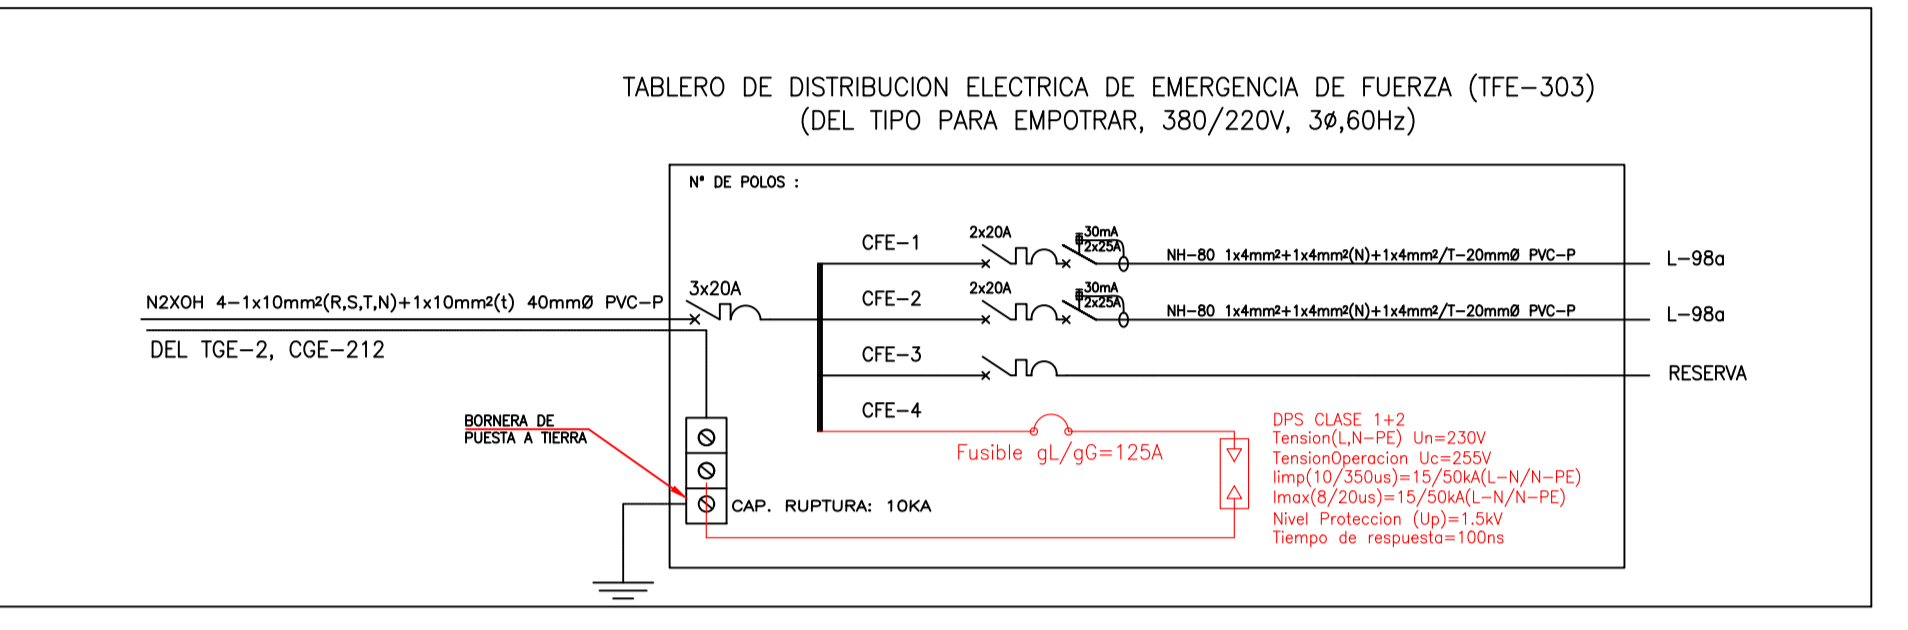 TABLERO DE DISTRIBUCION ELECTRICA DE EMERGENCIA DE FUERZA (TFE-303)
(DEL TIPO PARA EMPOTRAR, 380/220V, 3ø,60Hz)
N° DE POLOS :
CFE-1
2x20A
30mA
2x25A
NH-80 1x4mm²+1x4mm²(N)+1x4mm²/T-20mmØ PVC-P
L-98a
N2XOH 4-1x10mm²(R,S,T,N)+1x10mm²(t) 40mmØ PVC-P
3x20A
CFE-2
2x20A
30mA
2x25A
NH-80 1x4mm²+1x4mm²(N)+1x4mm²/T-20mmØ PVC-P
L-98a
DEL TGE-2, CGE-212
CFE-3
RESERVA
CFE-4
BORNERA DE
PUESTA A TIERRA
Fusible gL/gG=125A
DPS CLASE 1+2
Tension(L,N-PE) Un=230V
TensionOperacion Uc=255V
Iimp(10/350us)=15/50kA(L-N/N-PE)
Imax(8/20us)=15/50kA(L-N/N-PE)
Nivel Proteccion (Up)=1.5kV
Tiempo de respuesta=100ns
CAP. RUPTURA: 10KA